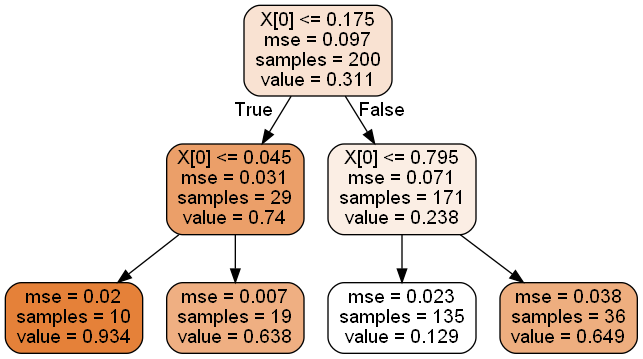 X[0] <= 0.175
mse = 0.097
samples = 200
value = 0.311
True
False
X[0] <= 0.045
mse = 0.031
samples = 29
value = 0.74
X[0] <= 0.795
mse = 0.071
samples = 171
value = 0.238
mse = 0.02
samples = 10
value = 0.934
mse = 0.007
samples = 19
value = 0.638
mse = 0.023
samples = 135
value = 0.129
mse = 0.038
samples = 36
value = 0.649